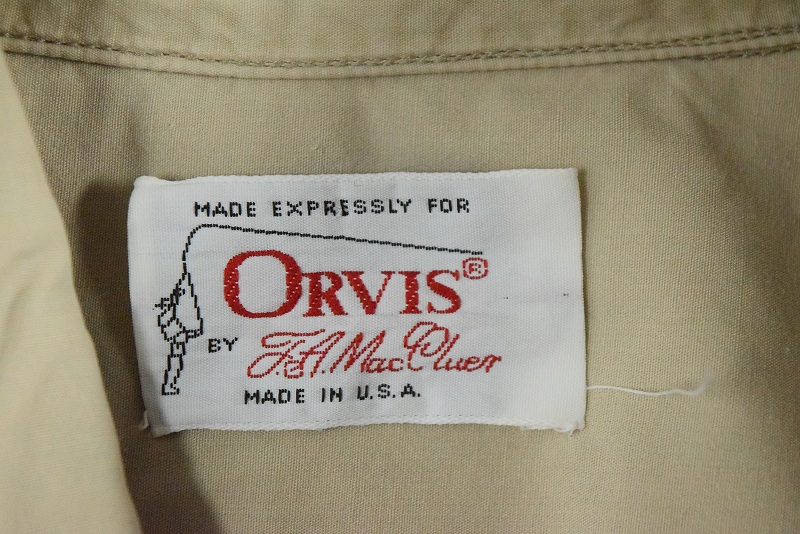 MADE EXPRESSLY FOR
ORVIS®
BY J.A. MacCluer
MADE IN U.S.A.